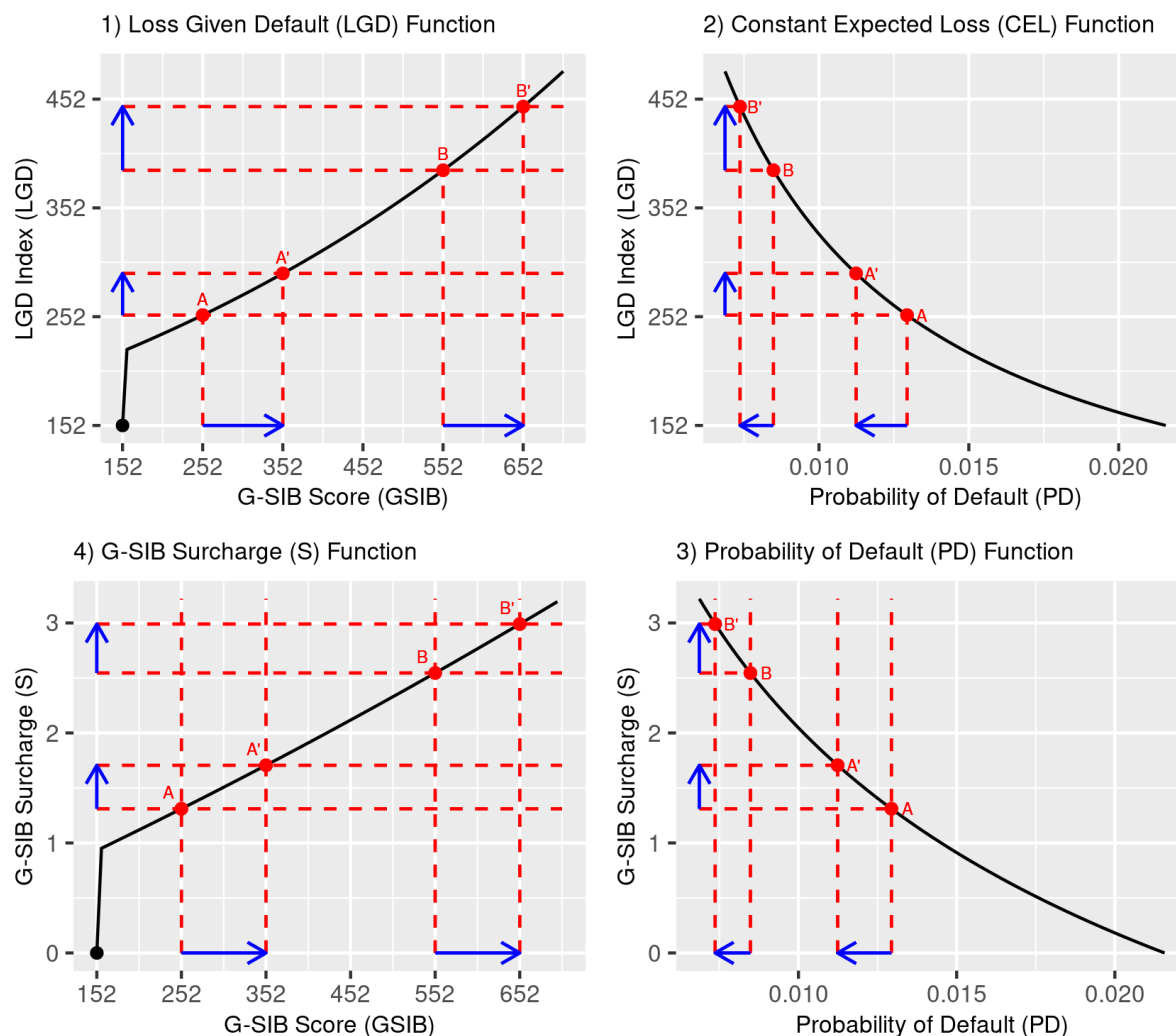 1) Loss Given Default (LGD) Function
LGD Index (LGD)
452
352
252
152
A
A'
B
B'
152 252 352 452 552 652
G-SIB Score (GSIB)
2) Constant Expected Loss (CEL) Function
LGD Index (LGD)
452
352
252
152
B'
B
A'
A
0.010 0.015 0.020
Probability of Default (PD)
4) G-SIB Surcharge (S) Function
G-SIB Surcharge (S)
3
2
1
0
A
A'
B
B'
152 252 352 452 552 652
G-SIB Score (GSIB)
3) Probability of Default (PD) Function
G-SIB Surcharge (S)
3
2
1
0
B'
B
A'
A
0.010 0.015 0.020
Probability of Default (PD)